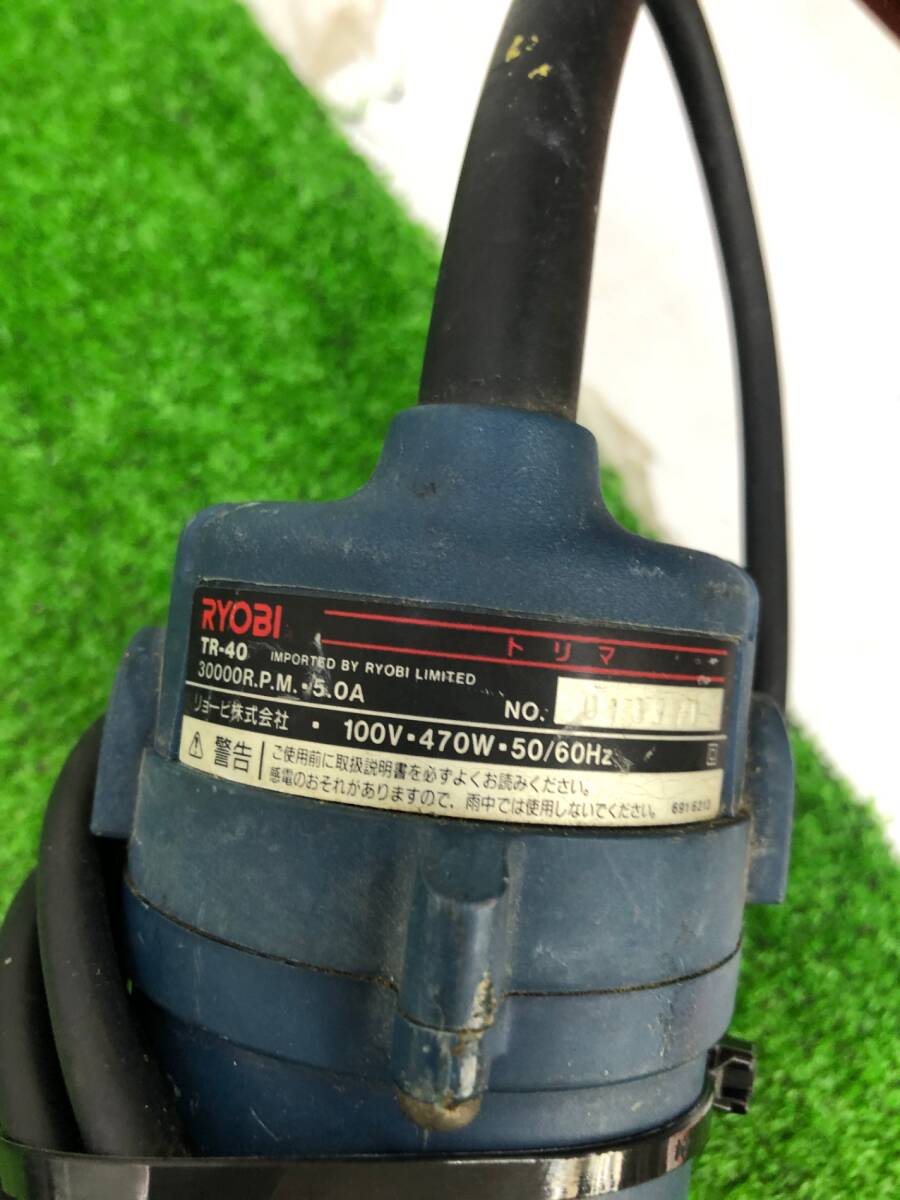 RYOBI
トリマ
TR-40 IMPORTED BY RYOBI LIMITED
30000R.P.M.・5.0A
NO.
リョービ株式会社 ・ 100V・470W・50/60Hz
警告
ご使用前に取扱説明書を必ずよくお読みください。
感電のおそれがありますので、雨中では使用しないでください。
6916213